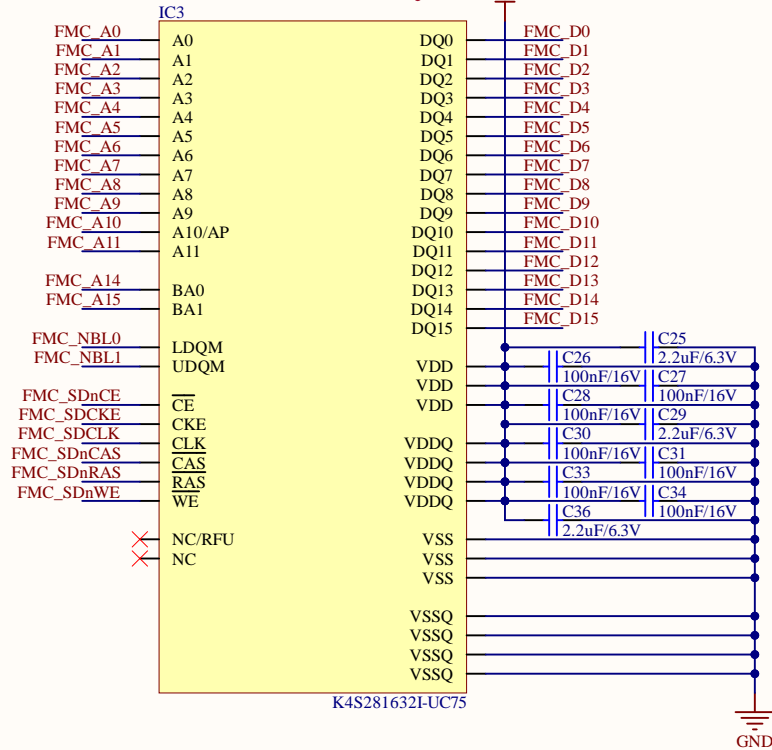 IC3
FMC_A0 A0 DQ0 FMC_D0
FMC_A1 A1 DQ1 FMC_D1
FMC_A2 A2 DQ2 FMC_D2
FMC_A3 A3 DQ3 FMC_D3
FMC_A4 A4 DQ4 FMC_D4
FMC_A5 A5 DQ5 FMC_D5
FMC_A6 A6 DQ6 FMC_D6
FMC_A7 A7 DQ7 FMC_D7
FMC_A8 A8 DQ8 FMC_D8
FMC_A9 A9 DQ9 FMC_D9
FMC_A10 A10/AP DQ10 FMC_D10
FMC_A11 A11 DQ11 FMC_D11
DQ12 FMC_D12
FMC_A14 BA0 DQ13 FMC_D13
FMC_A15 BA1 DQ14 FMC_D14
DQ15 FMC_D15
FMC_NBL0 LDQM C25
2.2uF/6.3V
FMC_NBL1 UDQM VDD C26
100nF/16V
VDD C27
100nF/16V
FMC_SDnCE CE VDD C28
100nF/16V
FMC_SDCKE CKE C29
2.2uF/6.3V
FMC_SDCLK CLK VDDQ C30
100nF/16V
FMC_SDnCAS CAS VDDQ C31
100nF/16V
FMC_SDnRAS RAS VDDQ C33
100nF/16V
FMC_SDnWE WE VDDQ C34
100nF/16V
C36
2.2uF/6.3V
NC/RFU VSS
NC VSS
VSS
VSSQ
VSSQ
VSSQ
VSSQ
K4S281632I-UC75
GND